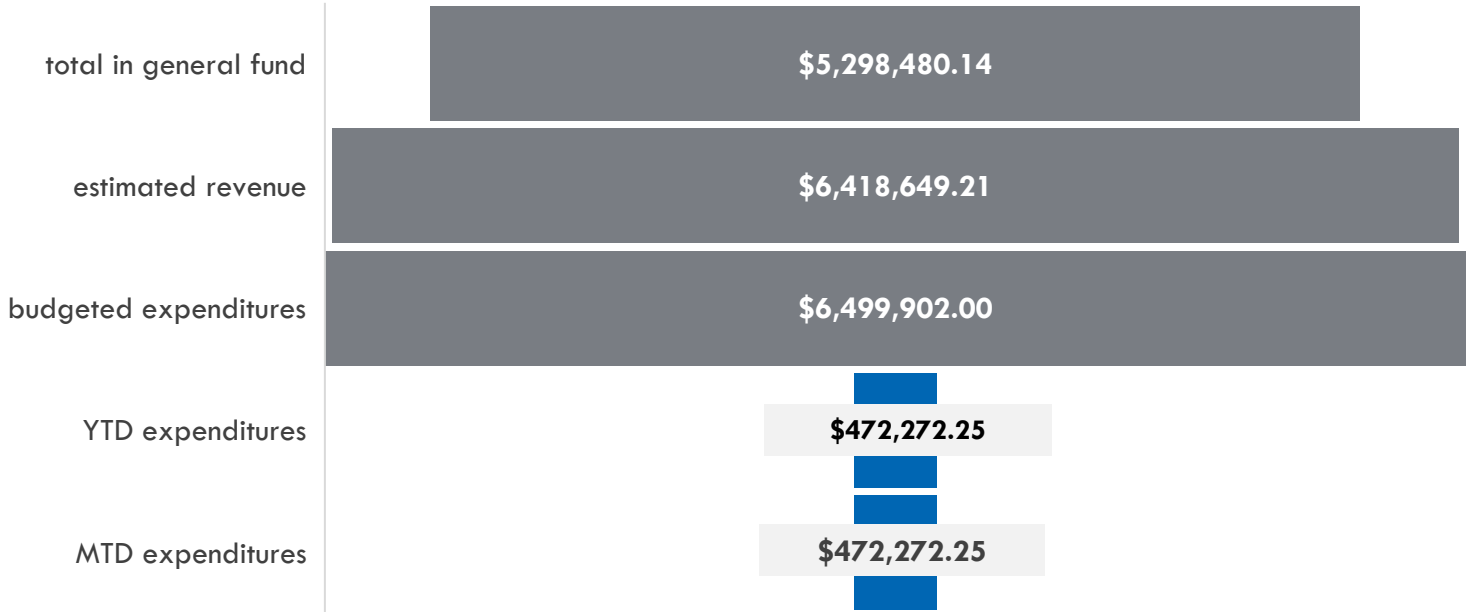 total in general fund
$5,298,480.14
estimated revenue
$6,418,649.21
budgeted expenditures
$6,499,902.00
YTD expenditures
$472,272.25
MTD expenditures
$472,272.25